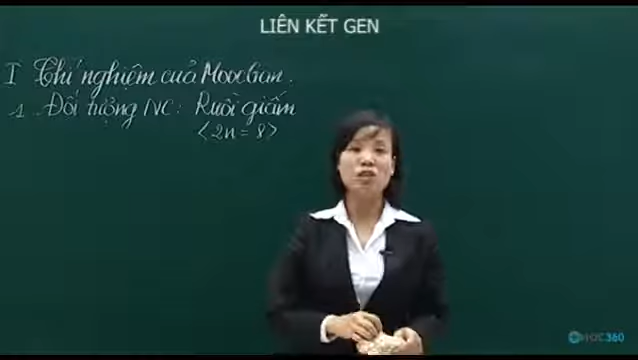 LIÊN KẾT GEN
I Thí nghiệm của Moocgan.
1. Đối tượng NC: Ruồi giấm
<2n = 8>
HOC360